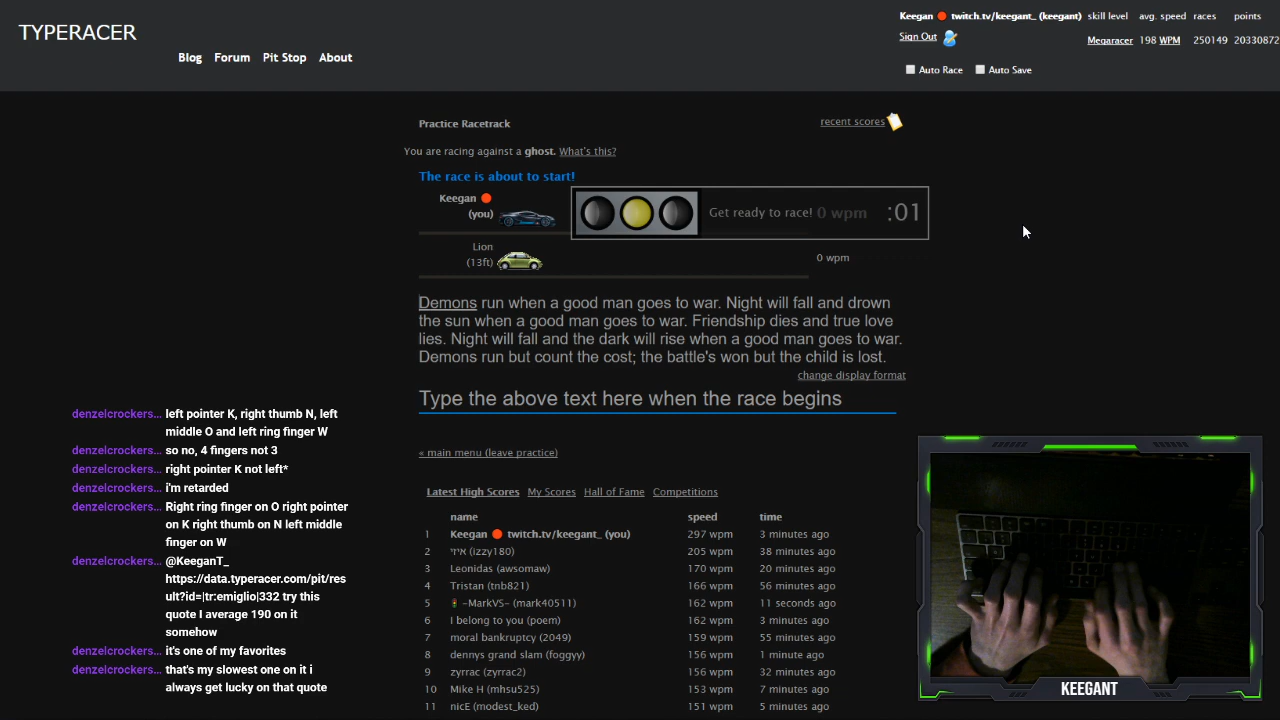 TYPERACER
Blog Forum Pit Stop About
Keegan twitch.tv/keegant_ (keegant) skill level avg. speed races points
Sign Out Megaracer 198 WPM 250149 20330872
Auto Race Auto Save
Practice Racetrack recent scores
You are racing against a ghost. What's this?
The race is about to start!
Keegan
(you)
Get ready to race! 0 wpm :01
Lion
(13ft) 0 wpm
Demons run when a good man goes to war. Night will fall and drown
the sun when a good man goes to war. Friendship dies and true love
lies. Night will fall and the dark will rise when a good man goes to war.
Demons run but count the cost; the battle's won but the child is lost.
change display format
Type the above text here when the race begins
« main menu (leave practice)
Latest High Scores My Scores Hall of Fame Competitions
name speed time
1 Keegan twitch.tv/keegant_ (you) 297 wpm 3 minutes ago
2 איזי (izzy180) 205 wpm 38 minutes ago
3 Leonidas (awsomaw) 170 wpm 20 minutes ago
4 Tristan (tnb821) 166 wpm 56 minutes ago
5 ~MarkVS~ (mark40511) 162 wpm 11 seconds ago
6 I belong to you (poem) 162 wpm 3 minutes ago
7 moral bankruptcy (2049) 159 wpm 55 minutes ago
8 dennys grand slam (foggyy) 156 wpm 1 minute ago
9 zyrrac (zyrrac2) 156 wpm 32 minutes ago
10 Mike H (mhsu525) 153 wpm 7 minutes ago
11 nicE (modest_ked) 151 wpm 5 minutes ago
denzelcrockers... left pointer K, right thumb N, left
middle O and left ring finger W
denzelcrockers... so no, 4 fingers not 3
denzelcrockers... right pointer K not left*
denzelcrockers... i'm retarded
denzelcrockers... Right ring finger on O right pointer
on K right thumb on N left middle
finger on W
denzelcrockers... @KeeganT_
https://data.typeracer.com/pit/res
ult?id=|tr:emiglio|332 try this
quote I average 190 on it
somehow
denzelcrockers... it's one of my favorites
denzelcrockers... that's my slowest one on it i
always get lucky on that quote
KEEGANT